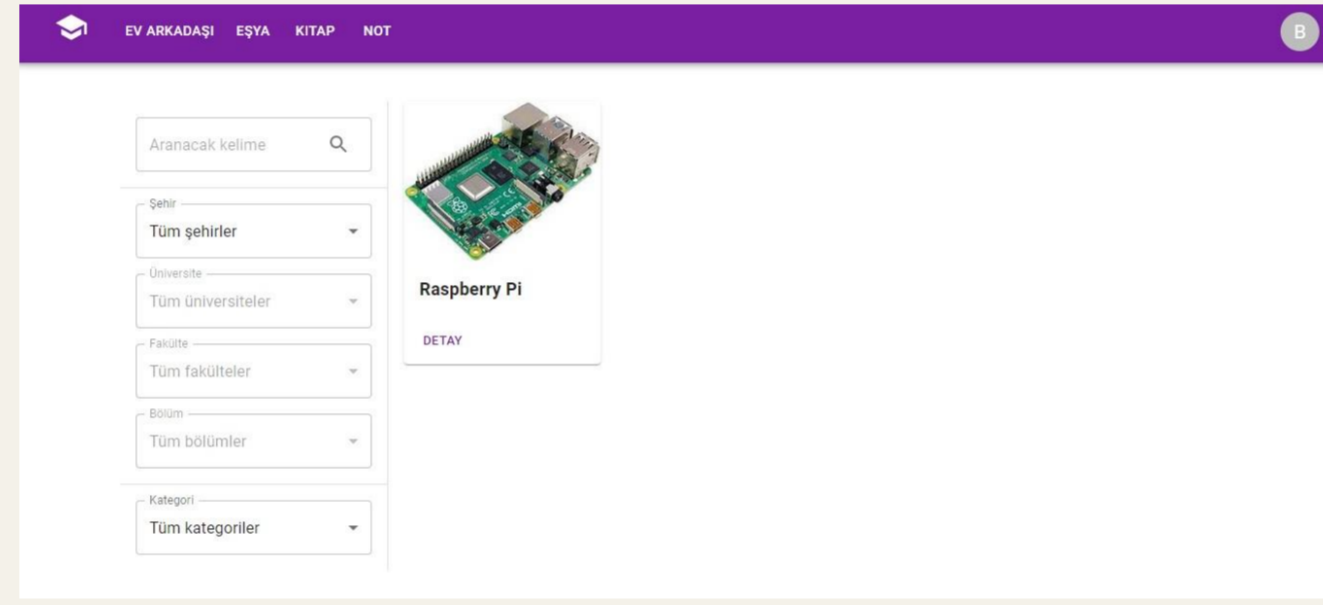 EV ARKADAŞI EŞYA KITAP NOT B
Aranacak kelime
Şehir
Tüm şehirler
Üniversite
Tüm üniversiteler
Fakülte
Tüm fakülteler
Bölüm
Tüm bölümler
Kategori
Tüm kategoriler
Raspberry Pi
DETAY